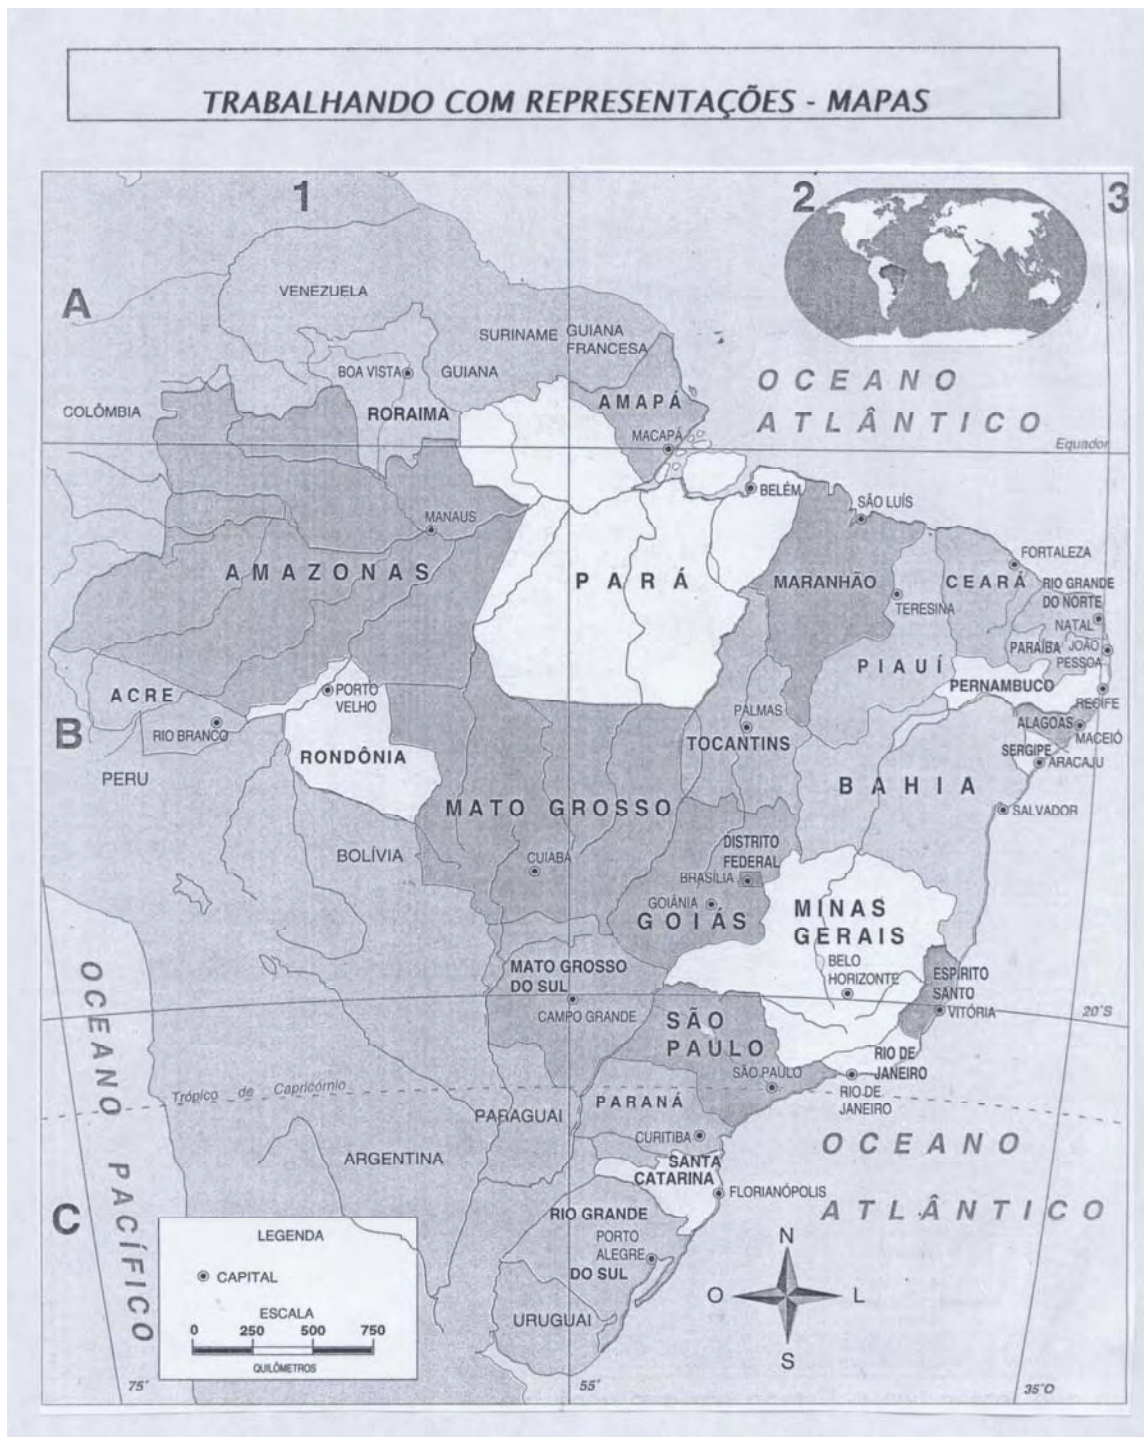 TRABALHANDO COM REPRESENTAÇÕES - MAPAS
1
2
3
A
VENEZUELA
SURINAME
GUIANA
FRANCESA
BOA VISTA
GUIANA
COLÔMBIA
RORAIMA
AMAPÁ
MACAPÁ
OCEANO
ATLÂNTICO
Equador
BELÉM
SÃO LUÍS
MANAUS
AMAZONAS
PARÁ
MARANHÃO
TERESINA
FORTALEZA
CEARÁ
RIO GRANDE
DO NORTE
NATAL
PARAÍBA
JOÃO
PESSOA
PIAUÍ
PERNAMBUCO
RECIFE
ACRE
PORTO
VELHO
RIO BRANCO
B
PERU
RONDÔNIA
PALMAS
TOCANTINS
ALAGOAS
MACEIÓ
SERGIPE
ARACAJU
BAHIA
SALVADOR
MATO GROSSO
BOLÍVIA
CUIABÁ
DISTRITO
FEDERAL
BRASÍLIA
GOIÂNIA
GOIÁS
MINAS
GERAIS
BELO
HORIZONTE
ESPÍRITO
SANTO
VITÓRIA
MATO GROSSO
DO SUL
CAMPO GRANDE
20°S
SÃO
PAULO
SÃO PAULO
RIO DE
JANEIRO
RIO DE
JANEIRO
OCEANO PACÍFICO
Trópico de Capricórnio
PARAGUAI
PARANÁ
CURITIBA
ARGENTINA
SANTA
CATARINA
FLORIANÓPOLIS
OCEANO
ATLÂNTICO
C
RIO GRANDE
DO SUL
PORTO
ALEGRE
URUGUAI
LEGENDA
CAPITAL
ESCALA
0 250 500 750
QUILÔMETROS
N
O L
S
75°
55°
35°O